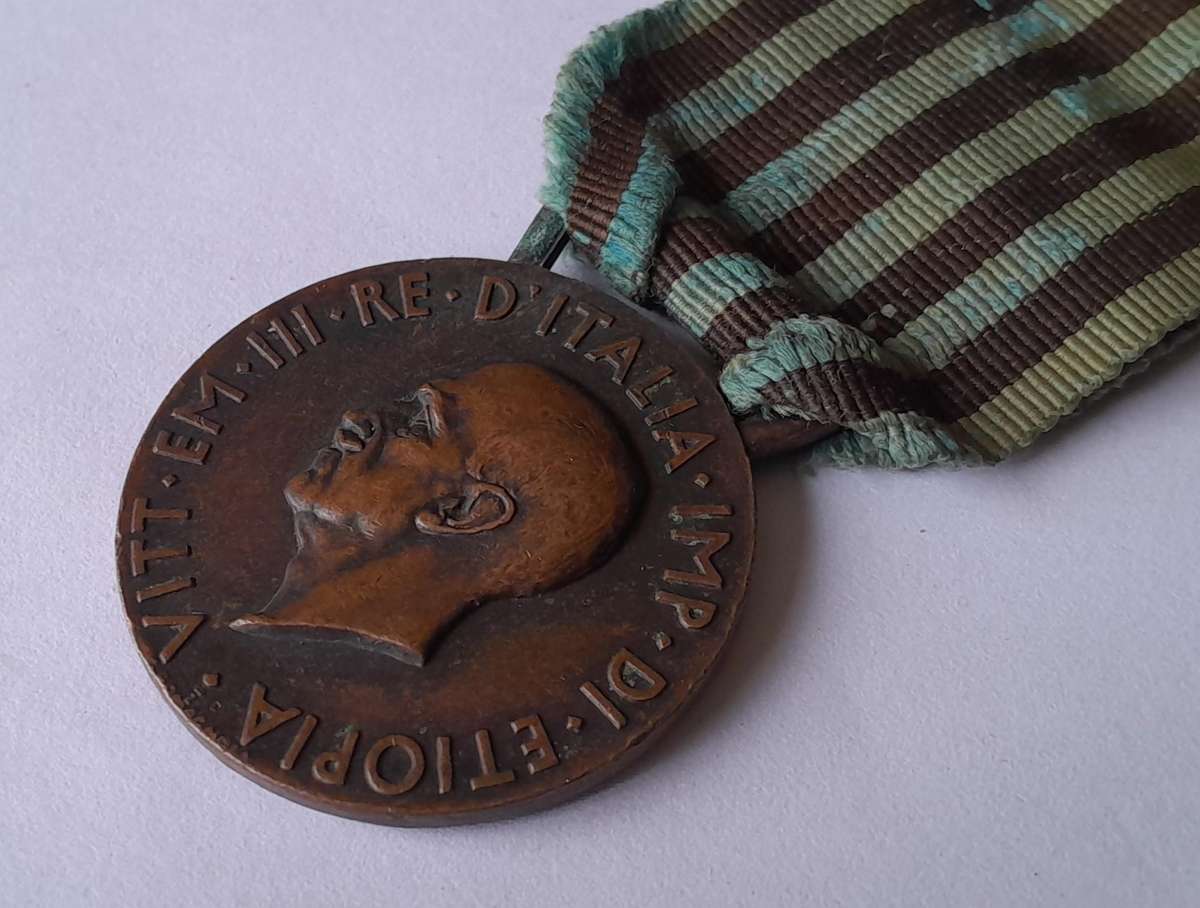 VITT · EM · III · RE · D'ITALIA · IMP · DI · ETIOPIA ·